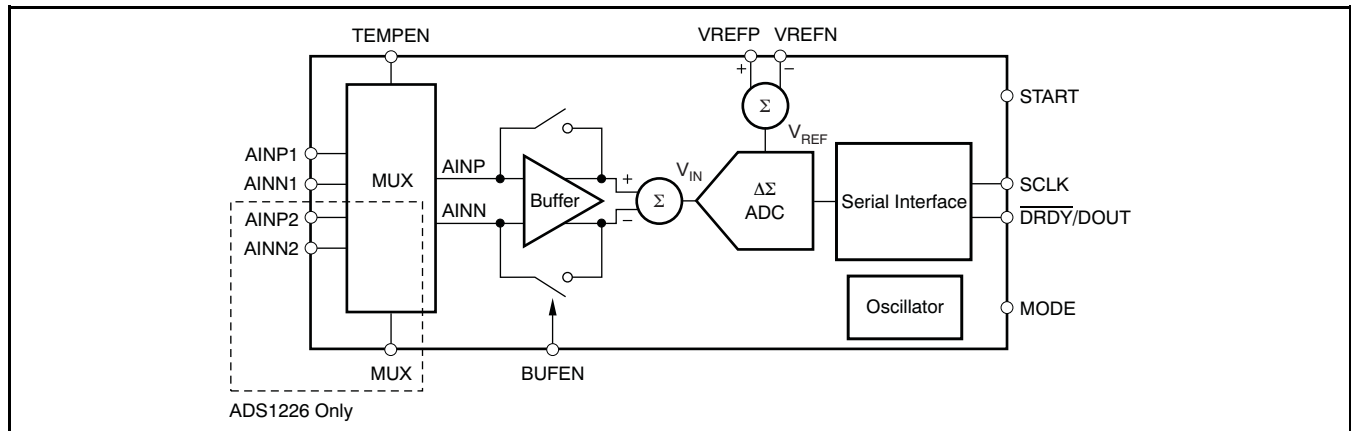 TEMPEN
VREFP VREFN
+ −
Σ
V_REF
START
AINP1
AINN1
AINP2
AINN2
MUX
AINP
AINN
Buffer
+
−
Σ
V_IN
ΔΣ
ADC
Serial Interface
SCLK
D̅R̅D̅Y̅/DOUT
Oscillator
MODE
MUX
BUFEN
ADS1226 Only